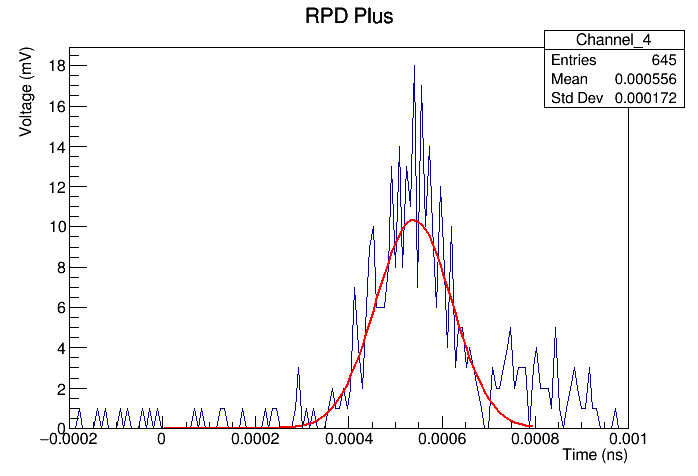 RPD Plus
Channel_4
Entries 645
Mean 0.000556
Std Dev 0.000172
Voltage (mV)
18
16
14
12
10
8
6
4
2
0
−0.0002 0 0.0002 0.0004 0.0006 0.0008 0.001
Time (ns)